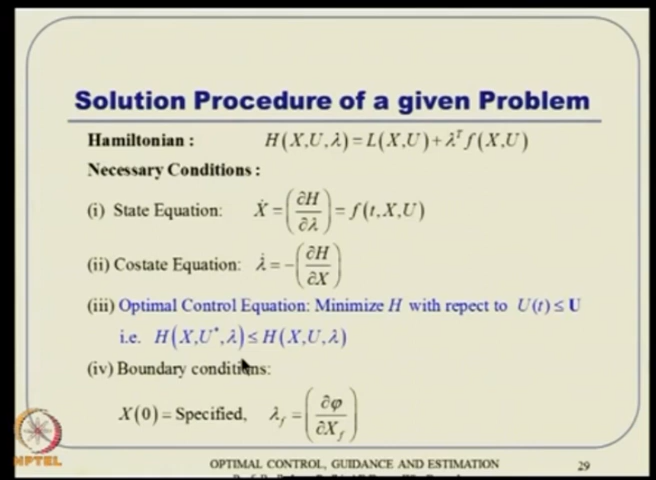 Solution Procedure of a given Problem
Hamiltonian : H(X,U,λ) = L(X,U) + λᵀ f(X,U)
Necessary Conditions :
(i) State Equation: Ẋ = (∂H/∂λ) = f(t,X,U)
(ii) Costate Equation: λ̇ = −(∂H/∂X)
(iii) Optimal Control Equation: Minimize H with repect to U(t) ≤ U
i.e. H(X,U*,λ) ≤ H(X,U,λ)
(iv) Boundary conditions:
X(0) = Specified, λ_f = (∂φ/∂X_f)
NPTEL
OPTIMAL CONTROL, GUIDANCE AND ESTIMATION 29